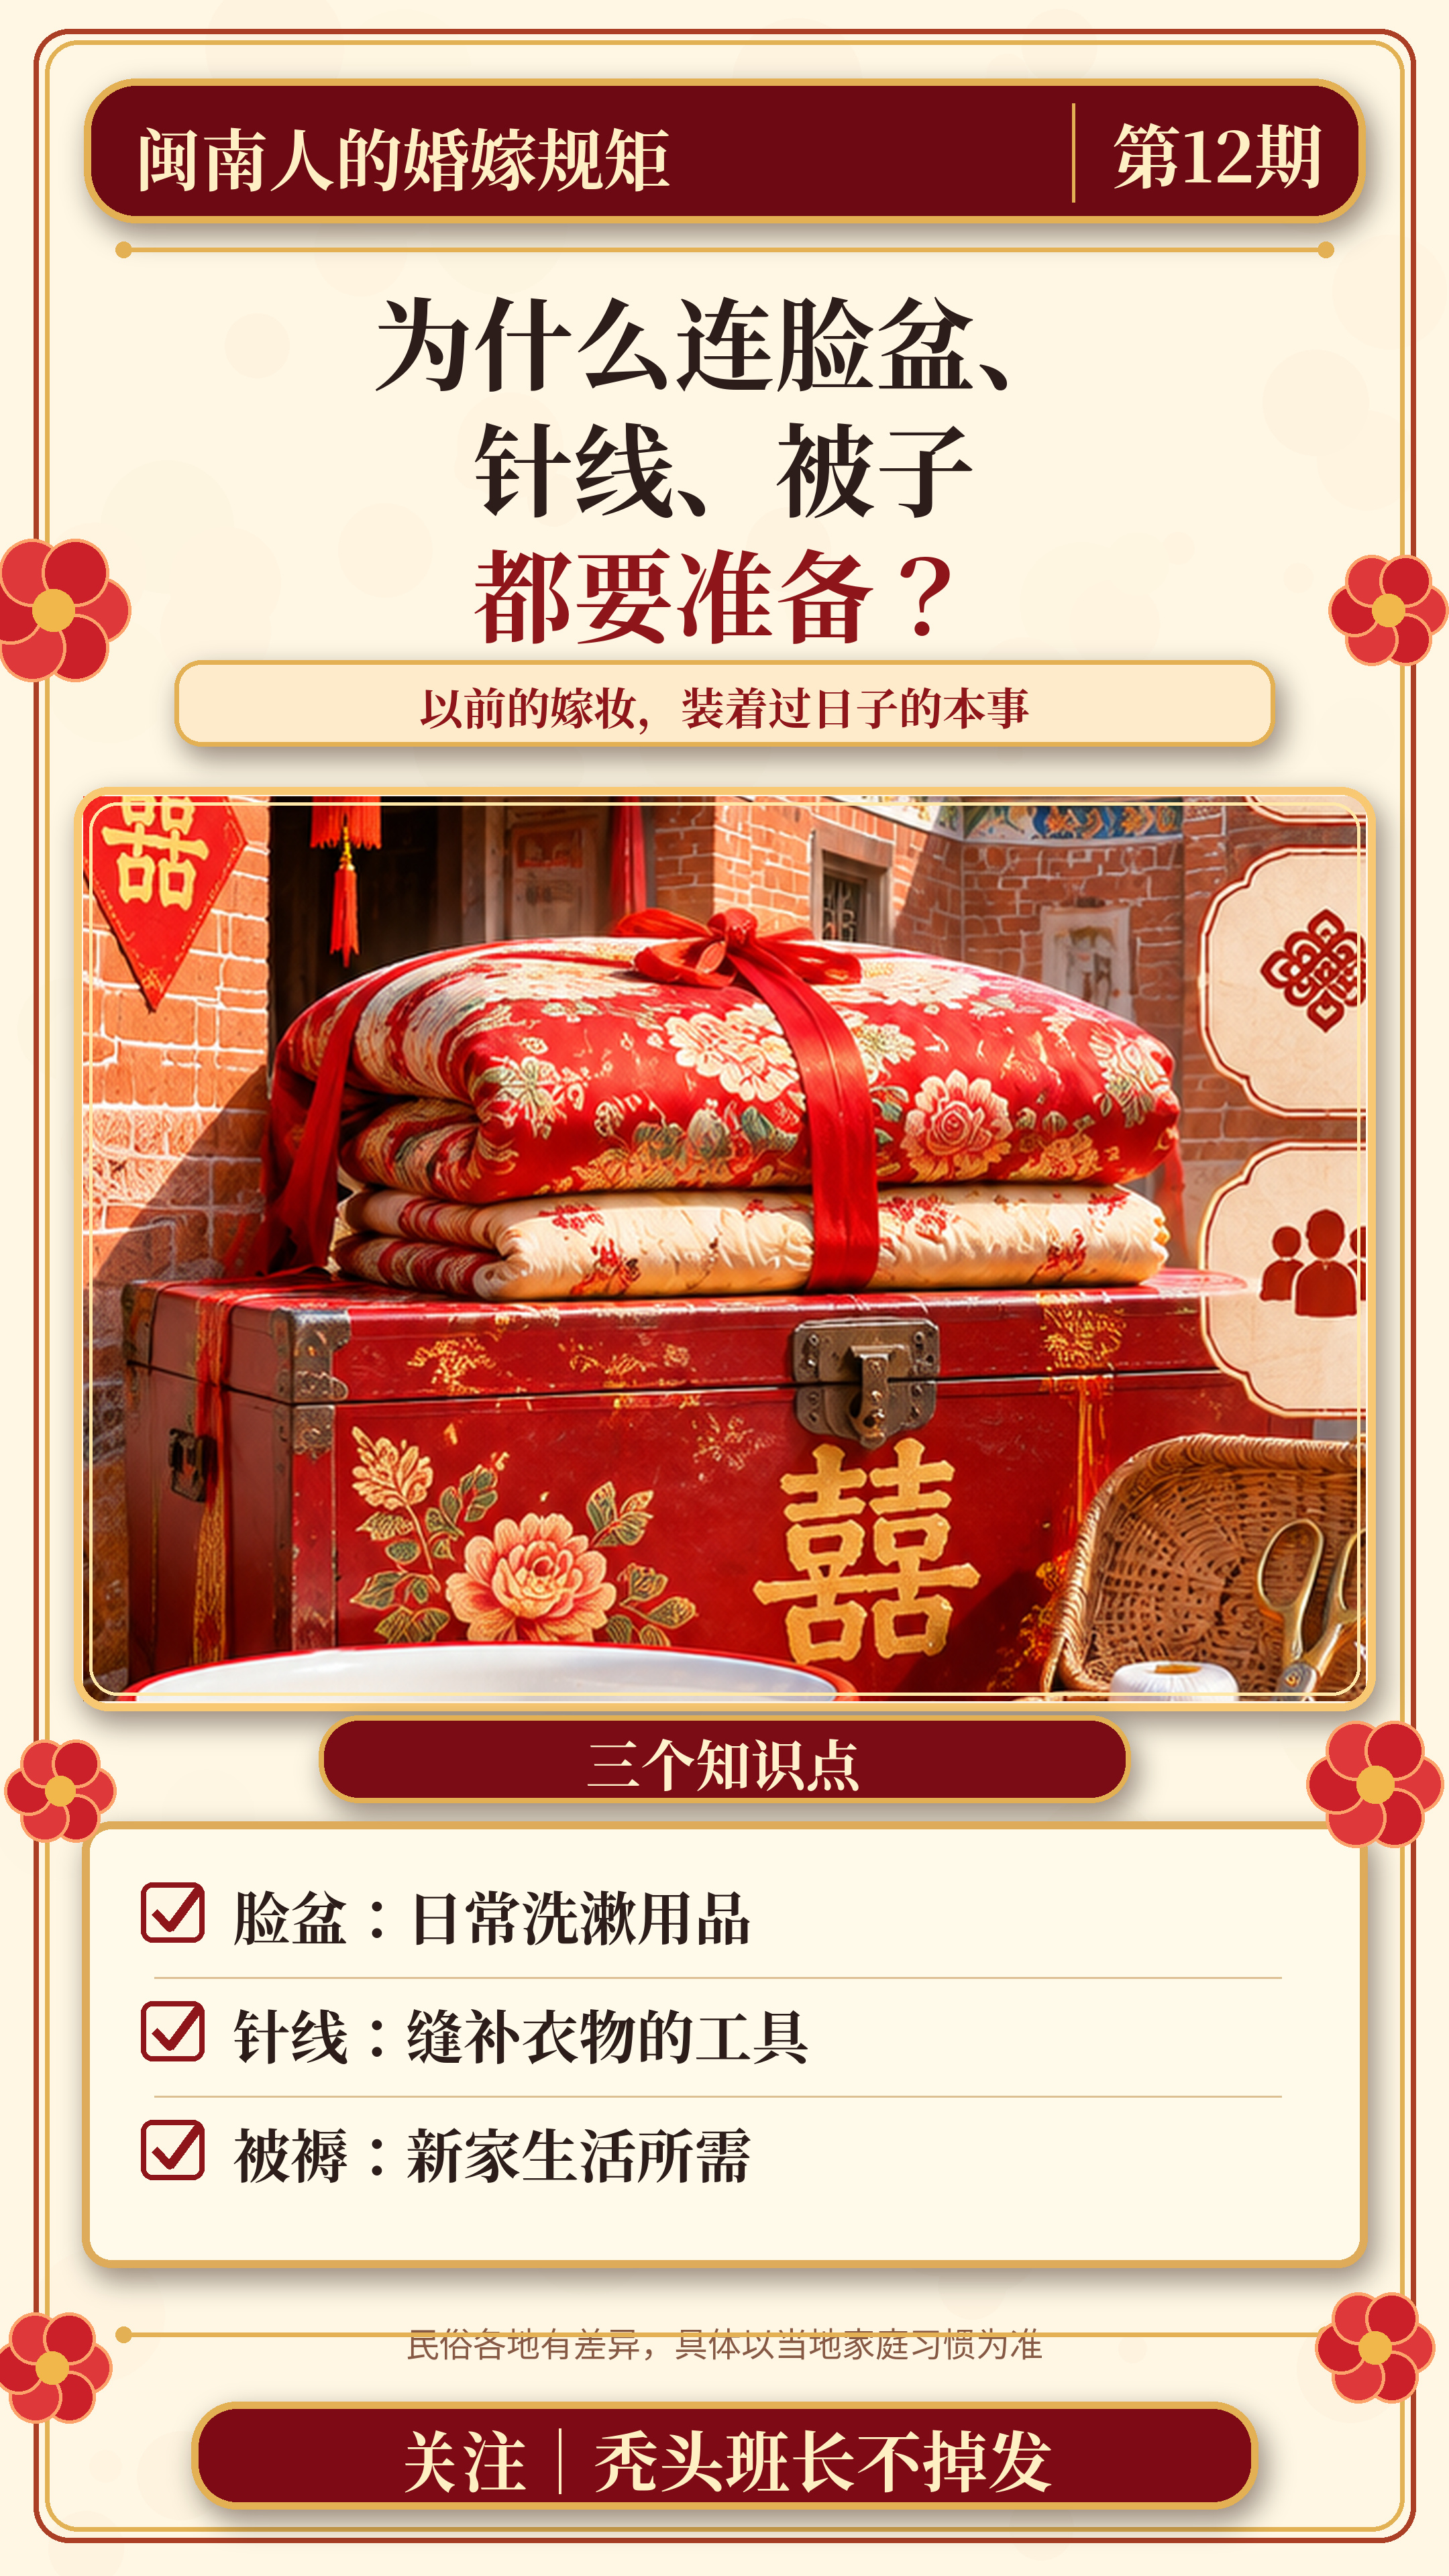 闽南人的婚嫁规矩
第12期
为什么连脸盆、
针线、被子
都要准备？
以前的嫁妆，装着过日子的本事
囍
囍
三个知识点
脸盆：日常洗漱用品
针线：缝补衣物的工具
被褥：新家生活所需
民俗各地有差异，具体以当地家庭习惯为准
关注｜秃头班长不掉发